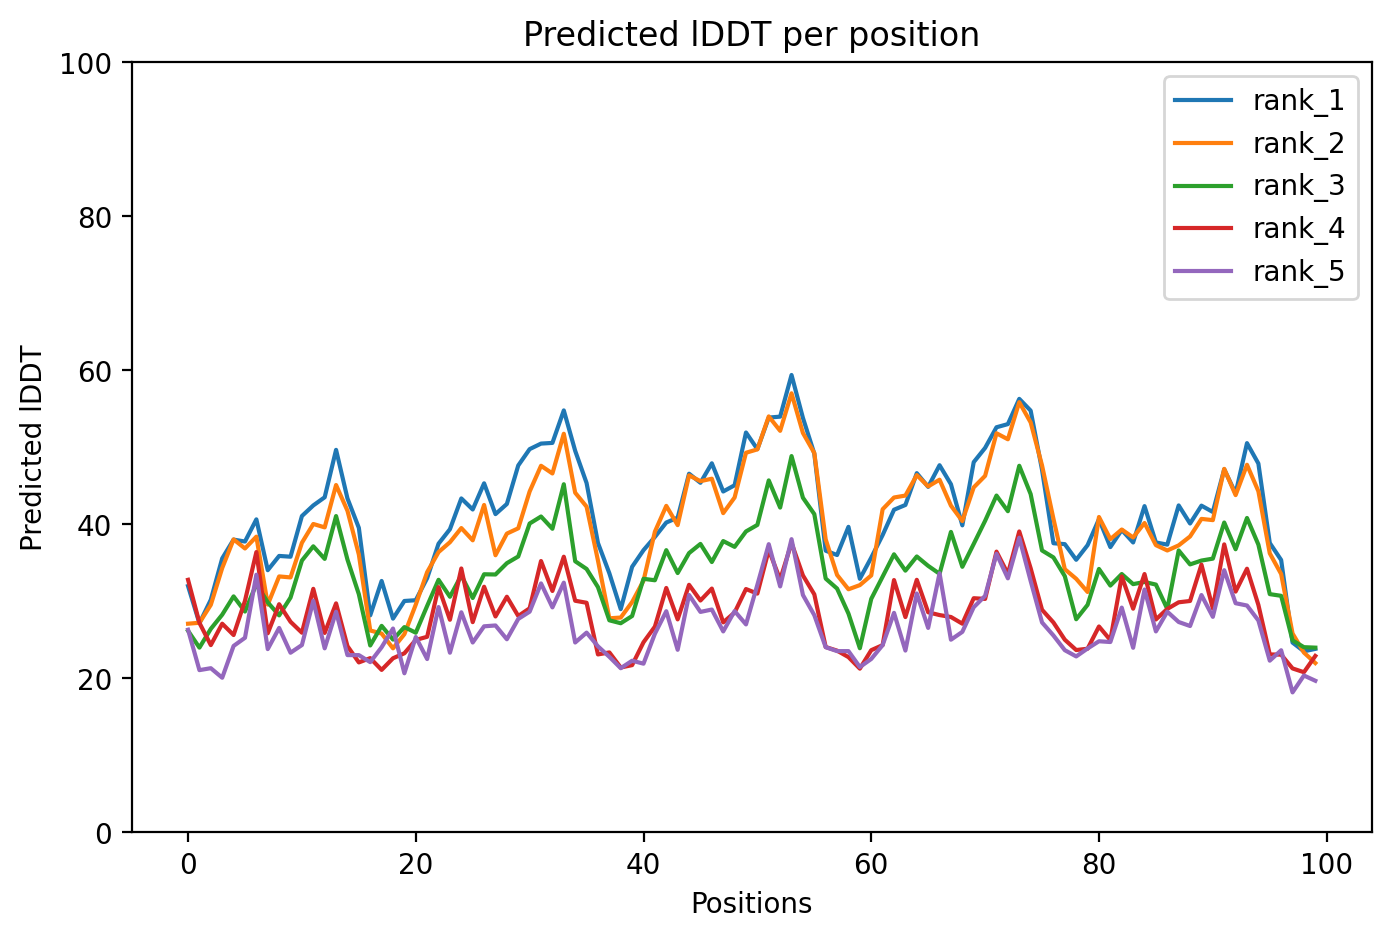 Predicted lDDT per position
Predicted lDDT
100
80
60
40
20
0
rank_1
rank_2
rank_3
rank_4
rank_5
0 20 40 60 80 100
Positions